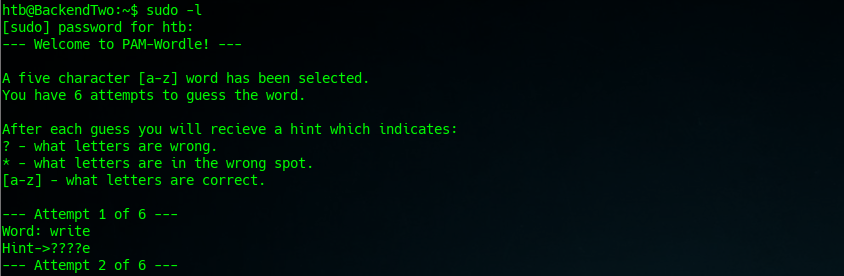 htb@BackendTwo:~$ sudo -l
[sudo] password for htb:
--- Welcome to PAM-Wordle! ---
A five character [a-z] word has been selected.
You have 6 attempts to guess the word.
After each guess you will recieve a hint which indicates:
? - what letters are wrong.
* - what letters are in the wrong spot.
[a-z] - what letters are correct.
--- Attempt 1 of 6 ---
Word: write
Hint->????e
--- Attempt 2 of 6 ---